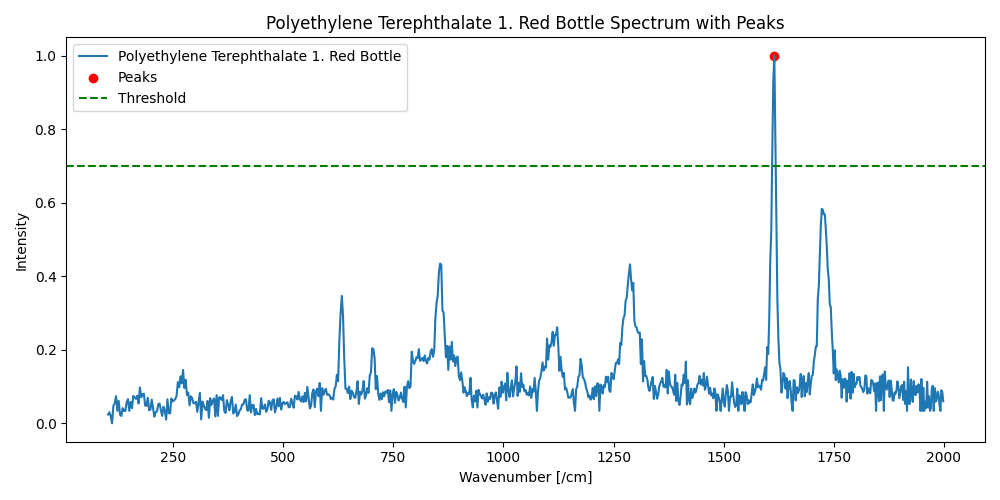 Polyethylene Terephthalate 1. Red Bottle Spectrum with Peaks
Polyethylene Terephthalate 1. Red Bottle
Peaks
Threshold
1.0
0.8
0.6
0.4
0.2
0.0
Intensity
250
500
750
1000
1250
1500
1750
2000
Wavenumber [/cm]